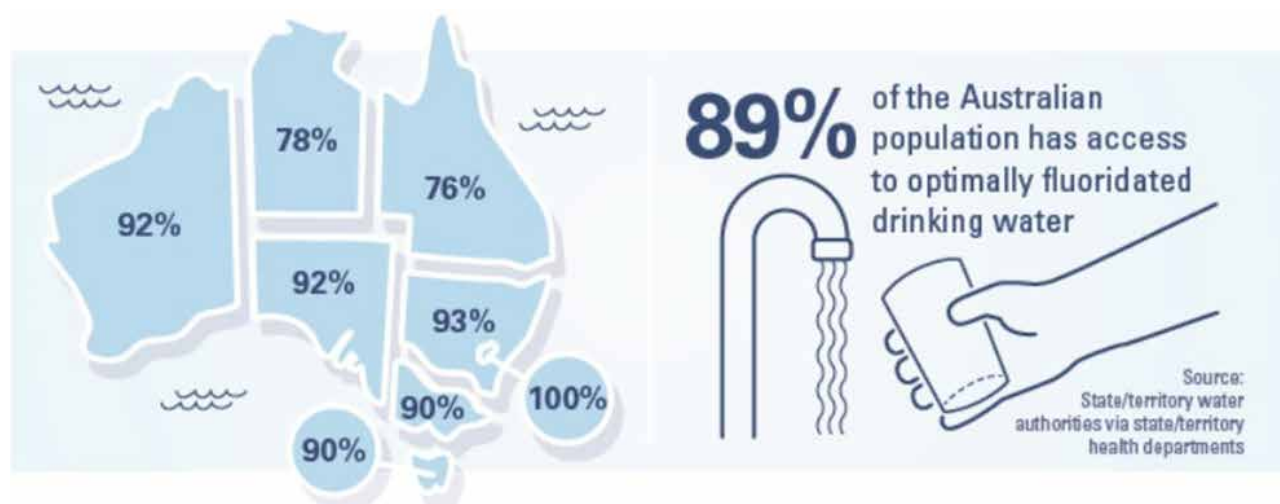 78%
76%
92%
92%
93%
90%
100%
90%
89%
of the Australian
population has access
to optimally fluoridated
drinking water
Source:
State/territory water
authorities via state/territory
health departments